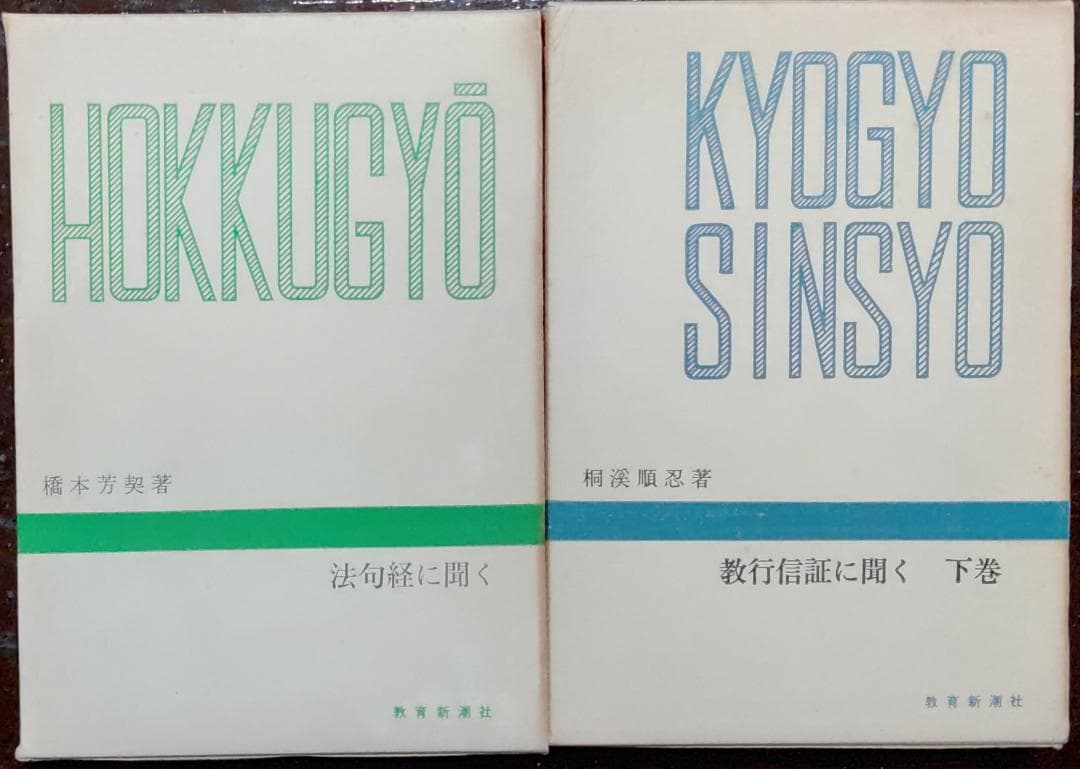 HOKKUGYŌ
橋本芳契著
法句経に聞く
教育新潮社
KYOGYO
SINSYO
桐溪順忍著
教行信証に聞く 下巻
教育新潮社